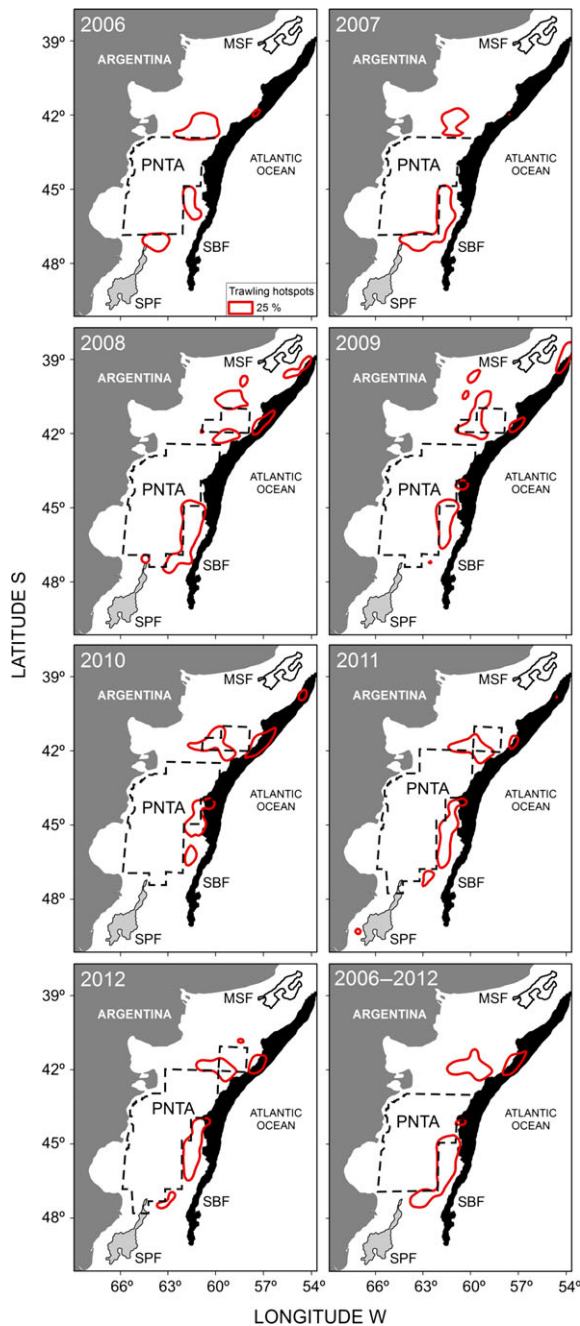 2006
39º
MSF
ARGENTINA
42º
ATLANTIC
OCEAN
PNTA
45º
SBF
48º
SPF
Trawling hotspots
25 %
2007
MSF
ARGENTINA
ATLANTIC
OCEAN
PNTA
SBF
SPF
2008
39º
MSF
ARGENTINA
42º
ATLANTIC
OCEAN
PNTA
45º
SBF
48º
SPF
2009
MSF
ARGENTINA
ATLANTIC
OCEAN
PNTA
SBF
SPF
LATITUDE S
2010
39º
MSF
ARGENTINA
42º
ATLANTIC
OCEAN
PNTA
45º
SBF
48º
SPF
2011
MSF
ARGENTINA
ATLANTIC
OCEAN
PNTA
SBF
SPF
2012
39º
MSF
ARGENTINA
42º
ATLANTIC
OCEAN
PNTA
45º
SBF
48º
SPF
2006–2012
MSF
ARGENTINA
ATLANTIC
OCEAN
PNTA
SBF
SPF
66º 63º 60º 57º 54º
66º 63º 60º 57º 54º
LONGITUDE W